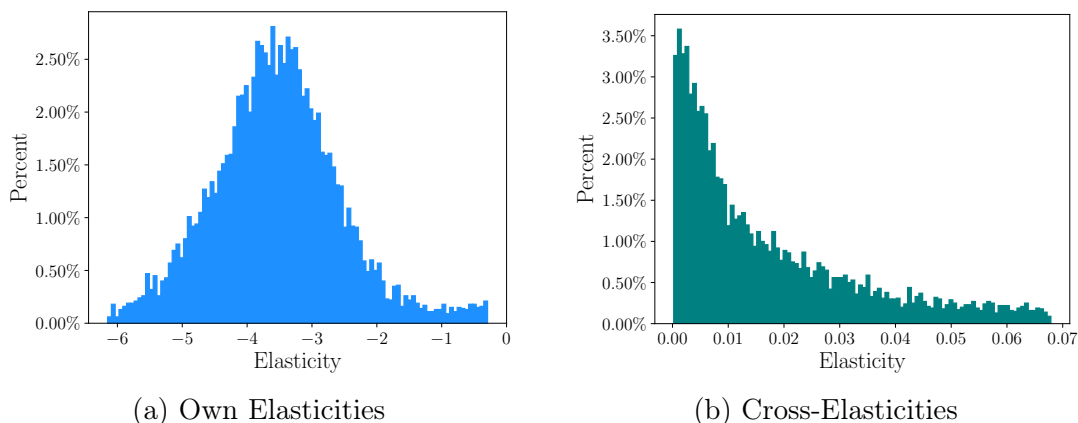 2.50%
2.00%
1.50%
1.00%
0.50%
0.00%
Percent
−6 −5 −4 −3 −2 −1 0
Elasticity
(a) Own Elasticities
3.50%
3.00%
2.50%
2.00%
1.50%
1.00%
0.50%
0.00%
Percent
0.00 0.01 0.02 0.03 0.04 0.05 0.06 0.07
Elasticity
(b) Cross-Elasticities